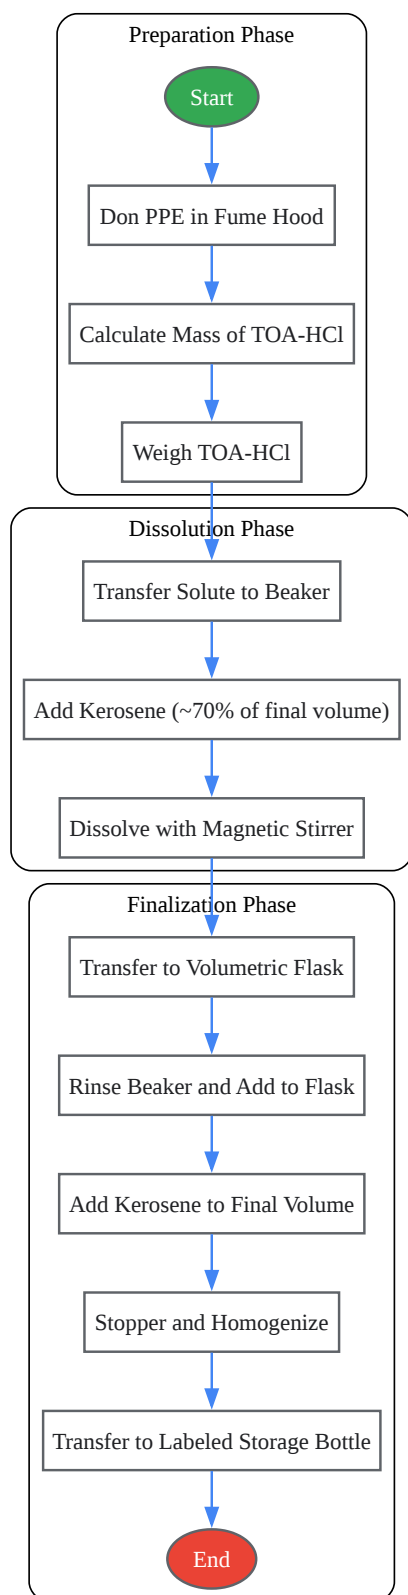 Preparation Phase
Start
Don PPE in Fume Hood
Calculate Mass of TOA-HCl
Weigh TOA-HCl
Dissolution Phase
Transfer Solute to Beaker
Add Kerosene (~70% of final volume)
Dissolve with Magnetic Stirrer
Finalization Phase
Transfer to Volumetric Flask
Rinse Beaker and Add to Flask
Add Kerosene to Final Volume
Stopper and Homogenize
Transfer to Labeled Storage Bottle
End